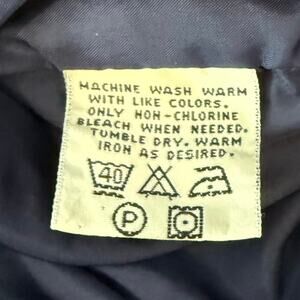 MACHINE WASH WARM
WITH LIKE COLORS.
ONLY NON-CHLORINE
BLEACH WHEN NEEDED.
TUMBLE DRY. WARM
IRON AS DESIRED.
40
P